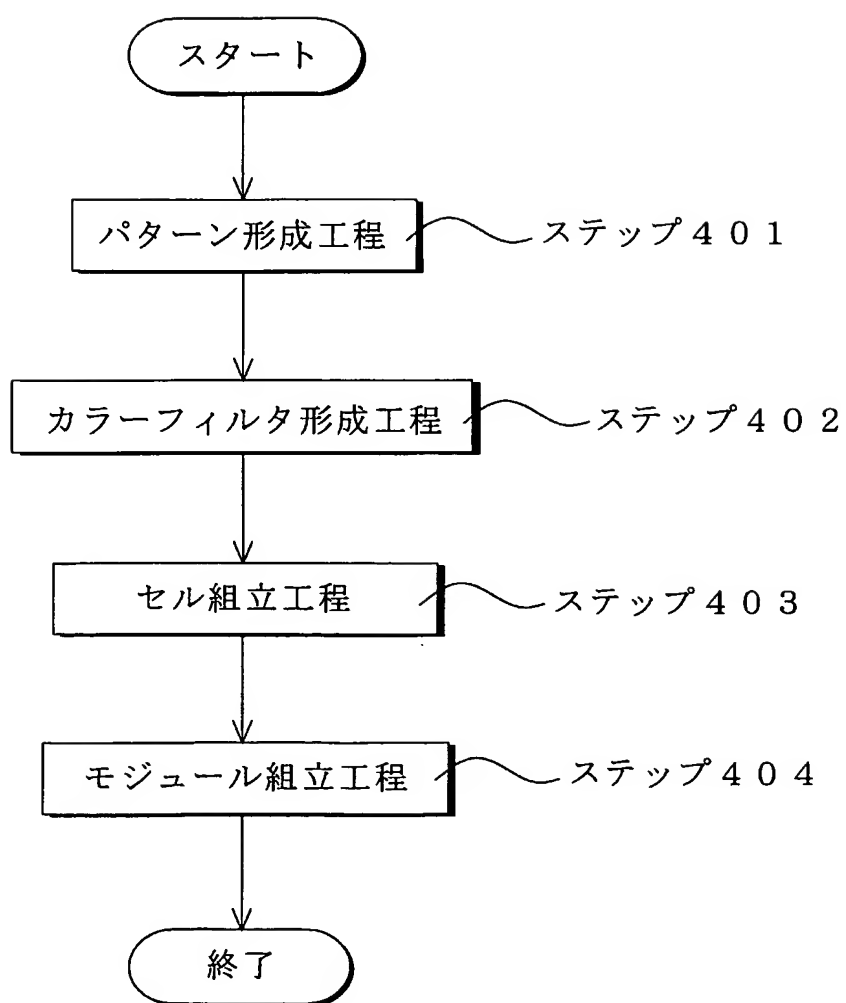 スタート
パターン形成工程 ステップ４０１
カラーフィルタ形成工程 ステップ４０２
セル組立工程 ステップ４０３
モジュール組立工程 ステップ４０４
終了